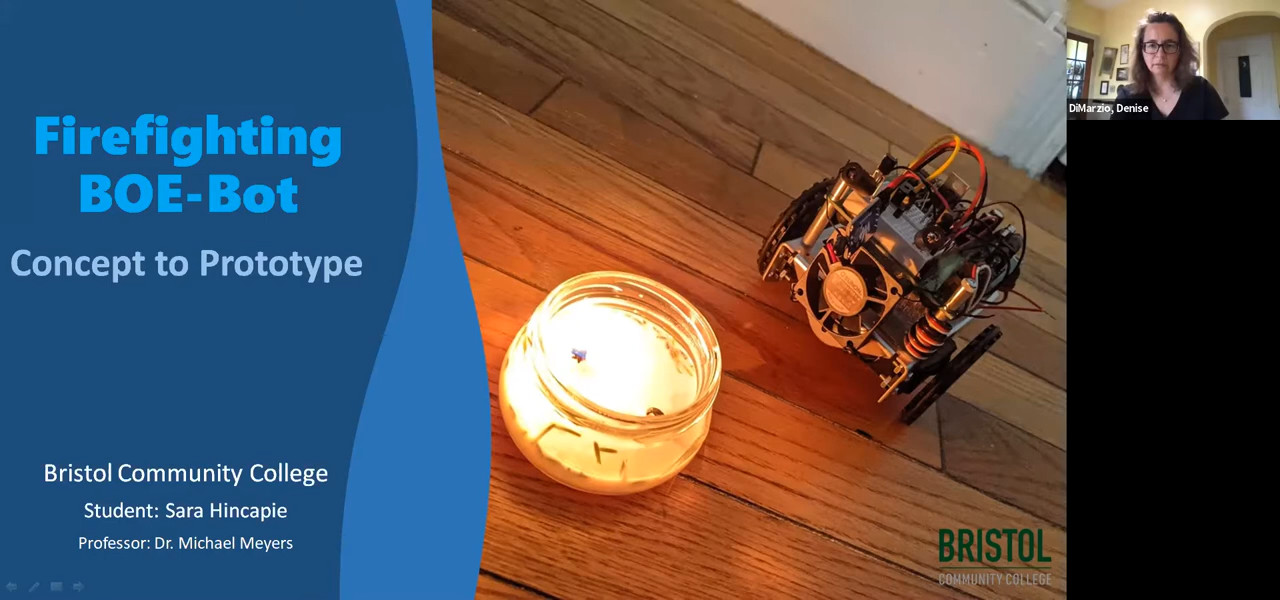 Firefighting
BOE-Bot
Concept to Prototype
Bristol Community College
Student: Sara Hincapie
Professor: Dr. Michael Meyers
BRISTOL
COMMUNITY COLLEGE
DiMarzio, Denise